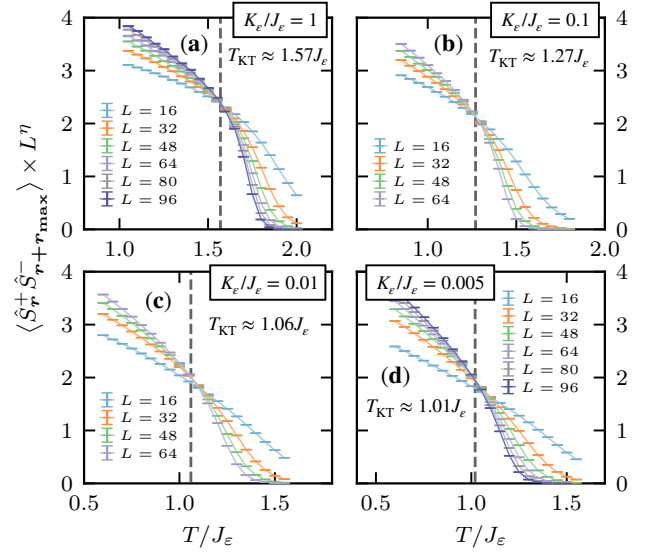 ⟨Ŝ⁺_r Ŝ⁻_{r+r_max}⟩ × L^η
4
3
2
1
0
(a)
K_ε/J_ε = 1
T_KT ≈ 1.57J_ε
L = 16
L = 32
L = 48
L = 64
L = 80
L = 96
1.0
1.5
2.0
(b)
K_ε/J_ε = 0.1
T_KT ≈ 1.27J_ε
L = 16
L = 32
L = 48
L = 64
1.0
1.5
2.0
4
3
2
1
0
(c)
K_ε/J_ε = 0.01
T_KT ≈ 1.06J_ε
L = 16
L = 32
L = 48
L = 64
0.5
1.0
1.5
T/J_ε
K_ε/J_ε = 0.005
(d)
T_KT ≈ 1.01J_ε
L = 16
L = 32
L = 48
L = 64
L = 80
L = 96
0.5
1.0
1.5
T/J_ε